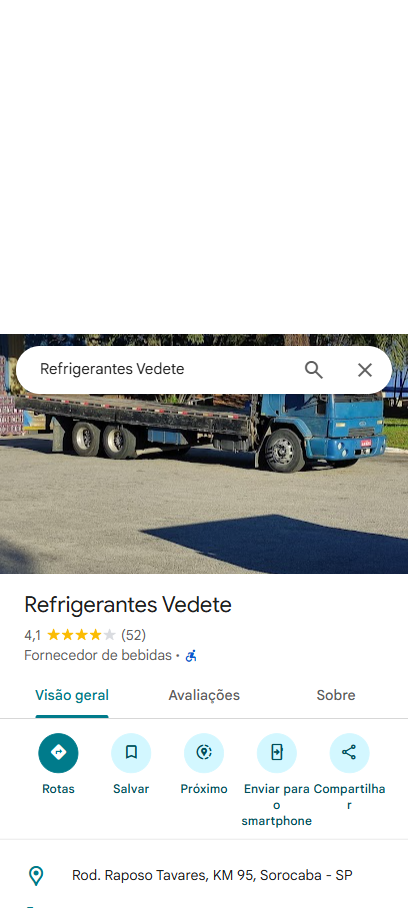 Refrigerantes Vedete
Refrigerantes Vedete
4,1 (52)
Fornecedor de bebidas ·
Visão geral Avaliações Sobre
Rotas Salvar Próximo Enviar para o smartphone Compartilhar
Rod. Raposo Tavares, KM 95, Sorocaba - SP